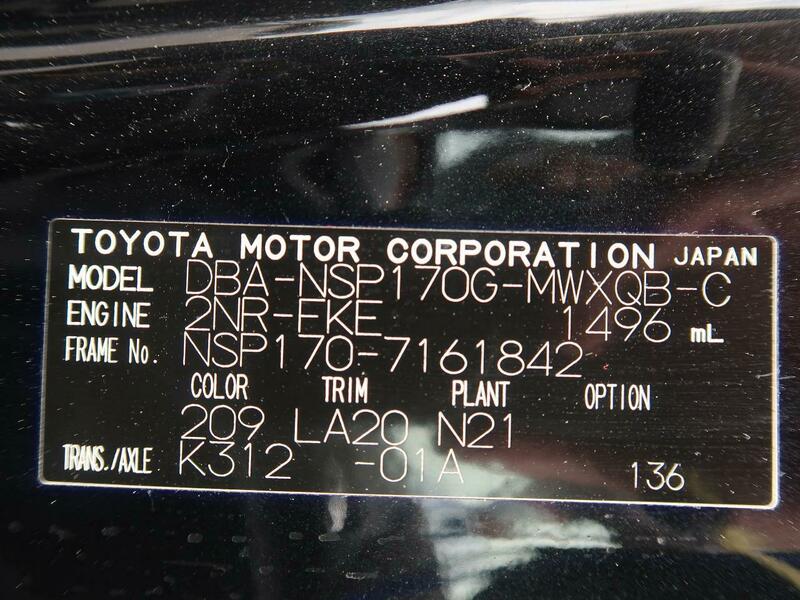 TOYOTA MOTOR CORPORATION JAPAN
MODEL DBA-NSP170G-MWXQB-C
ENGINE 2NR-FKE 1496 mL
FRAME No. NSP170-7161842
COLOR TRIM PLANT OPTION
209 LA20 N21
TRANS./AXLE K312 -01A 136